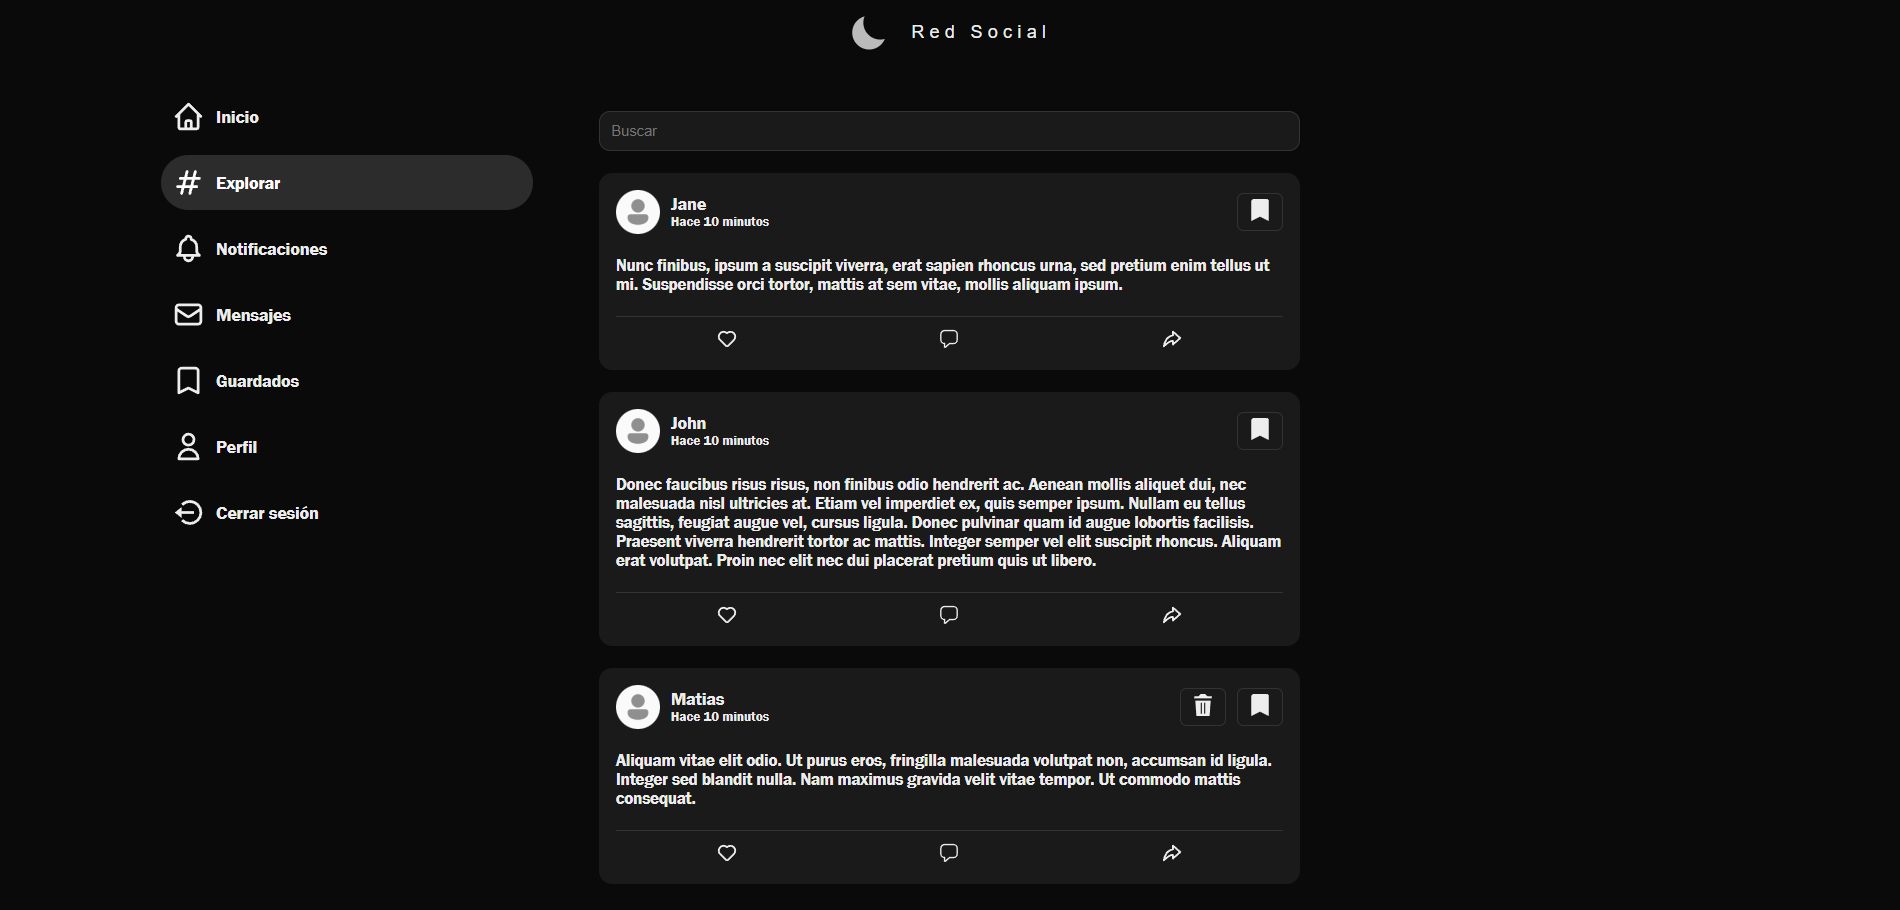 Red Social
Inicio
Explorar
Notificaciones
Mensajes
Guardados
Perfil
Cerrar sesión
Buscar
Jane
Hace 10 minutos
Nunc finibus, ipsum a suscipit viverra, erat sapien rhoncus urna, sed pretium enim tellus ut
mi. Suspendisse orci tortor, mattis at sem vitae, mollis aliquam ipsum.
John
Hace 10 minutos
Donec faucibus risus risus, non finibus odio hendrerit ac. Aenean mollis aliquet dui, nec
malesuada nisl ultricies at. Etiam vel imperdiet ex, quis semper ipsum. Nullam eu tellus
sagittis, feugiat augue vel, cursus ligula. Donec pulvinar quam id augue lobortis facilisis.
Praesent viverra hendrerit tortor ac mattis. Integer semper vel elit suscipit rhoncus. Aliquam
erat volutpat. Proin nec elit nec dui placerat pretium quis ut libero.
Matias
Hace 10 minutos
Aliquam vitae elit odio. Ut purus eros, fringilla malesuada volutpat non, accumsan id ligula.
Integer sed blandit nulla. Nam maximus gravida velit vitae tempor. Ut commodo mattis
consequat.